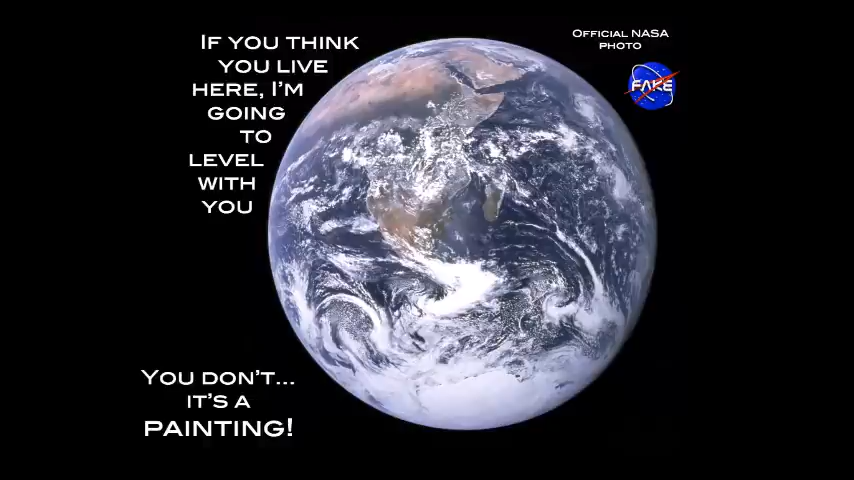 If you think
you live
here, I'm
going
to
level
with
you
Official NASA
photo
FAKE
You don't...
it's a
painting!